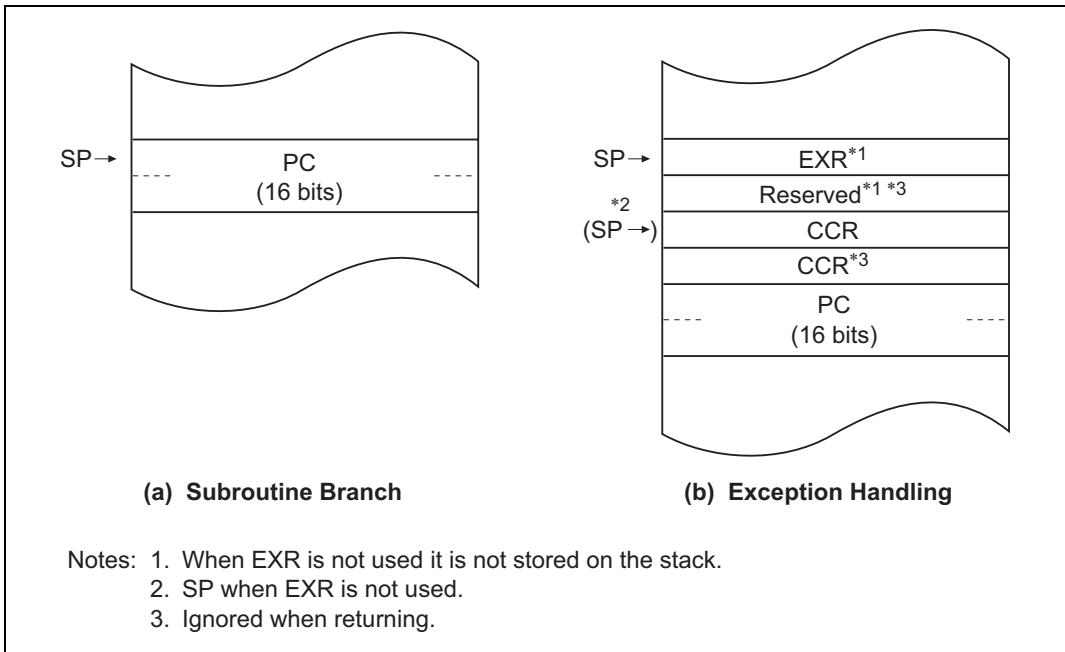 SP→
PC
(16 bits)
(a) Subroutine Branch
SP→
EXR*1
Reserved*1 *3
*2
(SP→)
CCR
CCR*3
PC
(16 bits)
(b) Exception Handling
Notes: 1. When EXR is not used it is not stored on the stack.
2. SP when EXR is not used.
3. Ignored when returning.